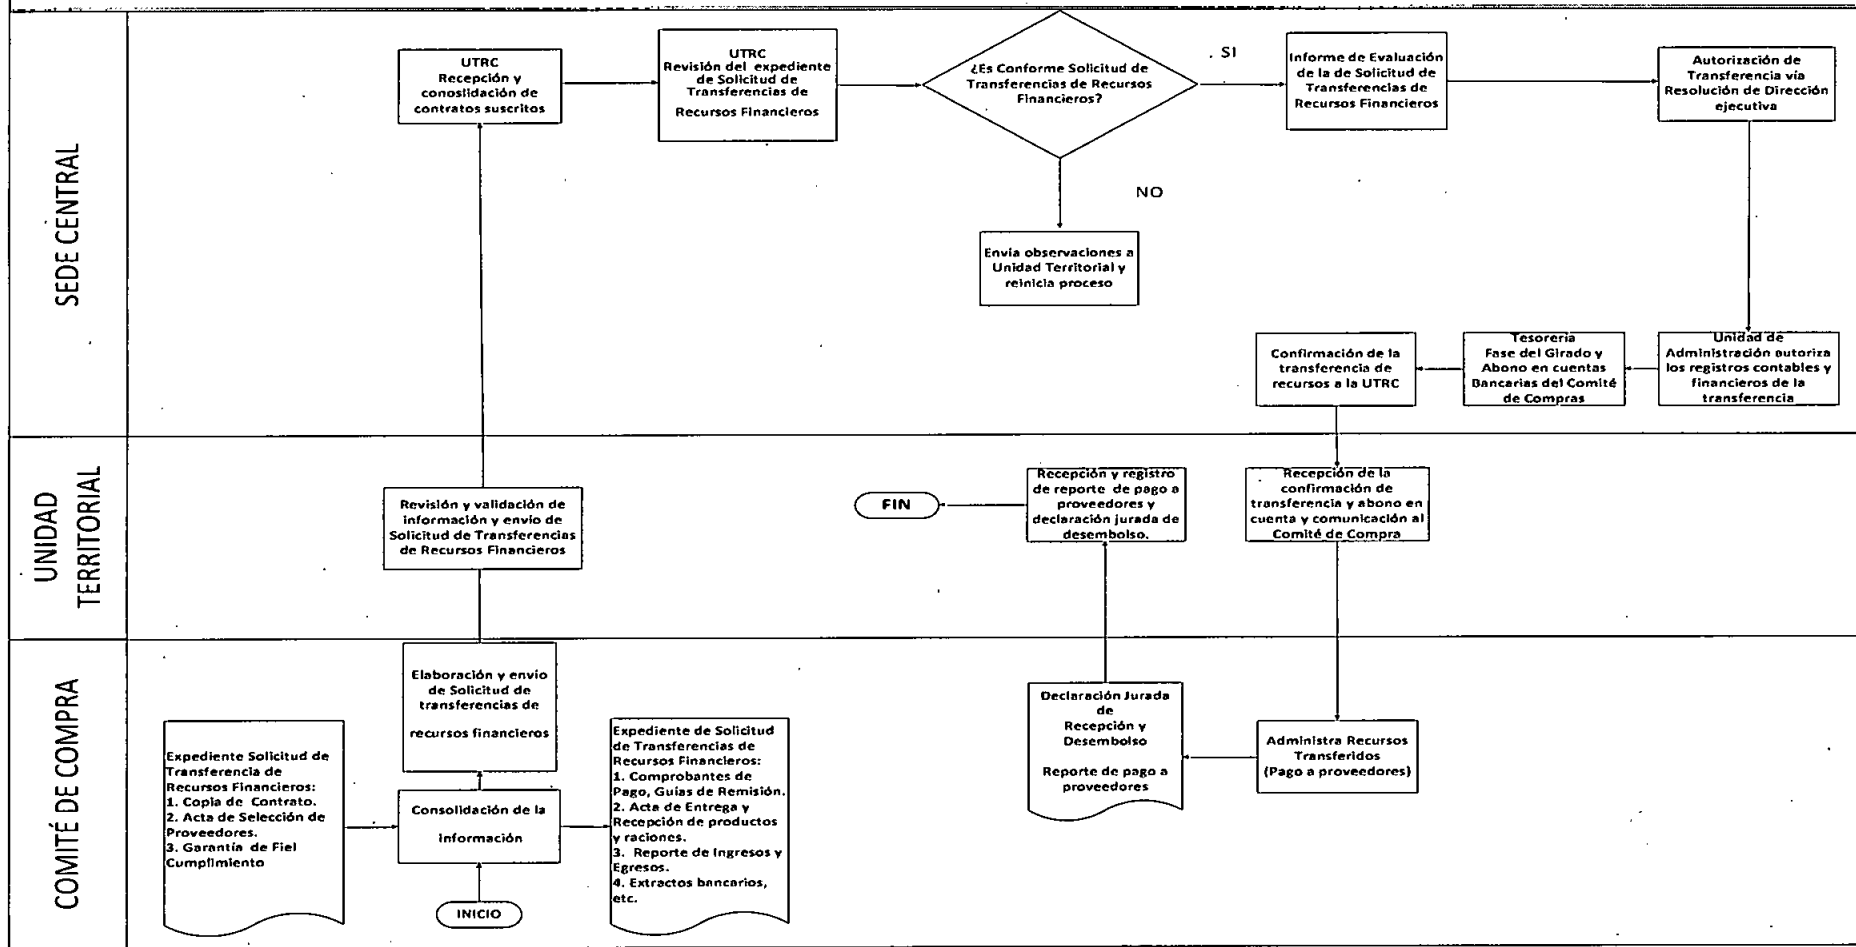 SEDE CENTRAL
UTRC
Recepción y
conoslidación de
contratos suscritos
UTRC
Revisión del expediente
de Solicitud de
Transferencias de
Recursos Financieros
¿Es Conforme Solicitud de
Transferencias de Recursos
Financieros?
SI
NO
Informe de Evaluación
de la de Solicitud de
Transferencias de
Recursos Financieros
Autorización de
Transferencia vía
Resolución de Dirección
ejecutiva
Envia observaciones a
Unidad Territorial y
reinicia proceso
Confirmación de la
transferencia de
recursos a la UTRC
Tesoreria
Fase del Girado y
Abono en cuentas
Bancarias del Comité
de Compras
Unidad de
Administración autoriza
los registros contables y
financieros de la
transferencia
UNIDAD
TERRITORIAL
Revisión y validación de
información y envío de
Solicitud de Transferencias
de Recursos Financieros
FIN
Recepción y registro
de reporte de pago a
proveedores y
declaración jurada de
desembolso.
Recepción de la
confirmación de
transferencia y abono en
cuenta y comunicación al
Comité de Compra
COMITÉ DE COMPRA
Expediente Solicitud de
Transferencia de
Recursos Financieros:
1. Copia de Contrato.
2. Acta de Selección de
Proveedores.
3. Garantía de Fiel
Cumplimiento
Elaboración y envio
de Solicitud de
transferencias de
recursos financieros
Consolidación de la
información
INICIO
Expediente de Solicitud
de Transferencias de
Recursos Financieros:
1. Comprobantes de
Pago, Guías de Remisión.
2. Acta de Entrega y
Recepción de productos
y raciones.
3. Reporte de Ingresos y
Egresos.
4. Extractos bancarios,
etc.
Declaración Jurada
de
Recepción y
Desembolso
Reporte de pago a
proveedores
Administra Recursos
Transferidos
(Pago a proveedores)